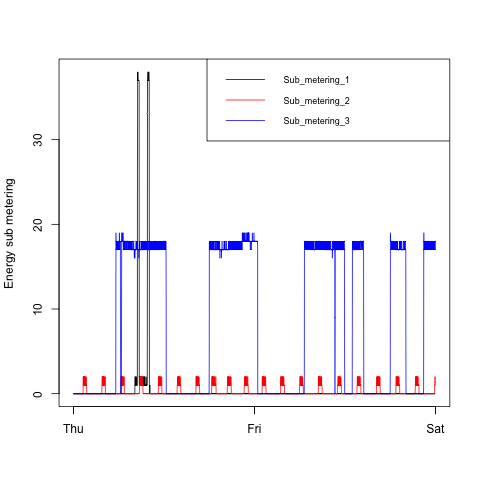 Sub_metering_1
Sub_metering_2
Sub_metering_3
Energy sub metering
30
20
10
0
Thu Fri Sat